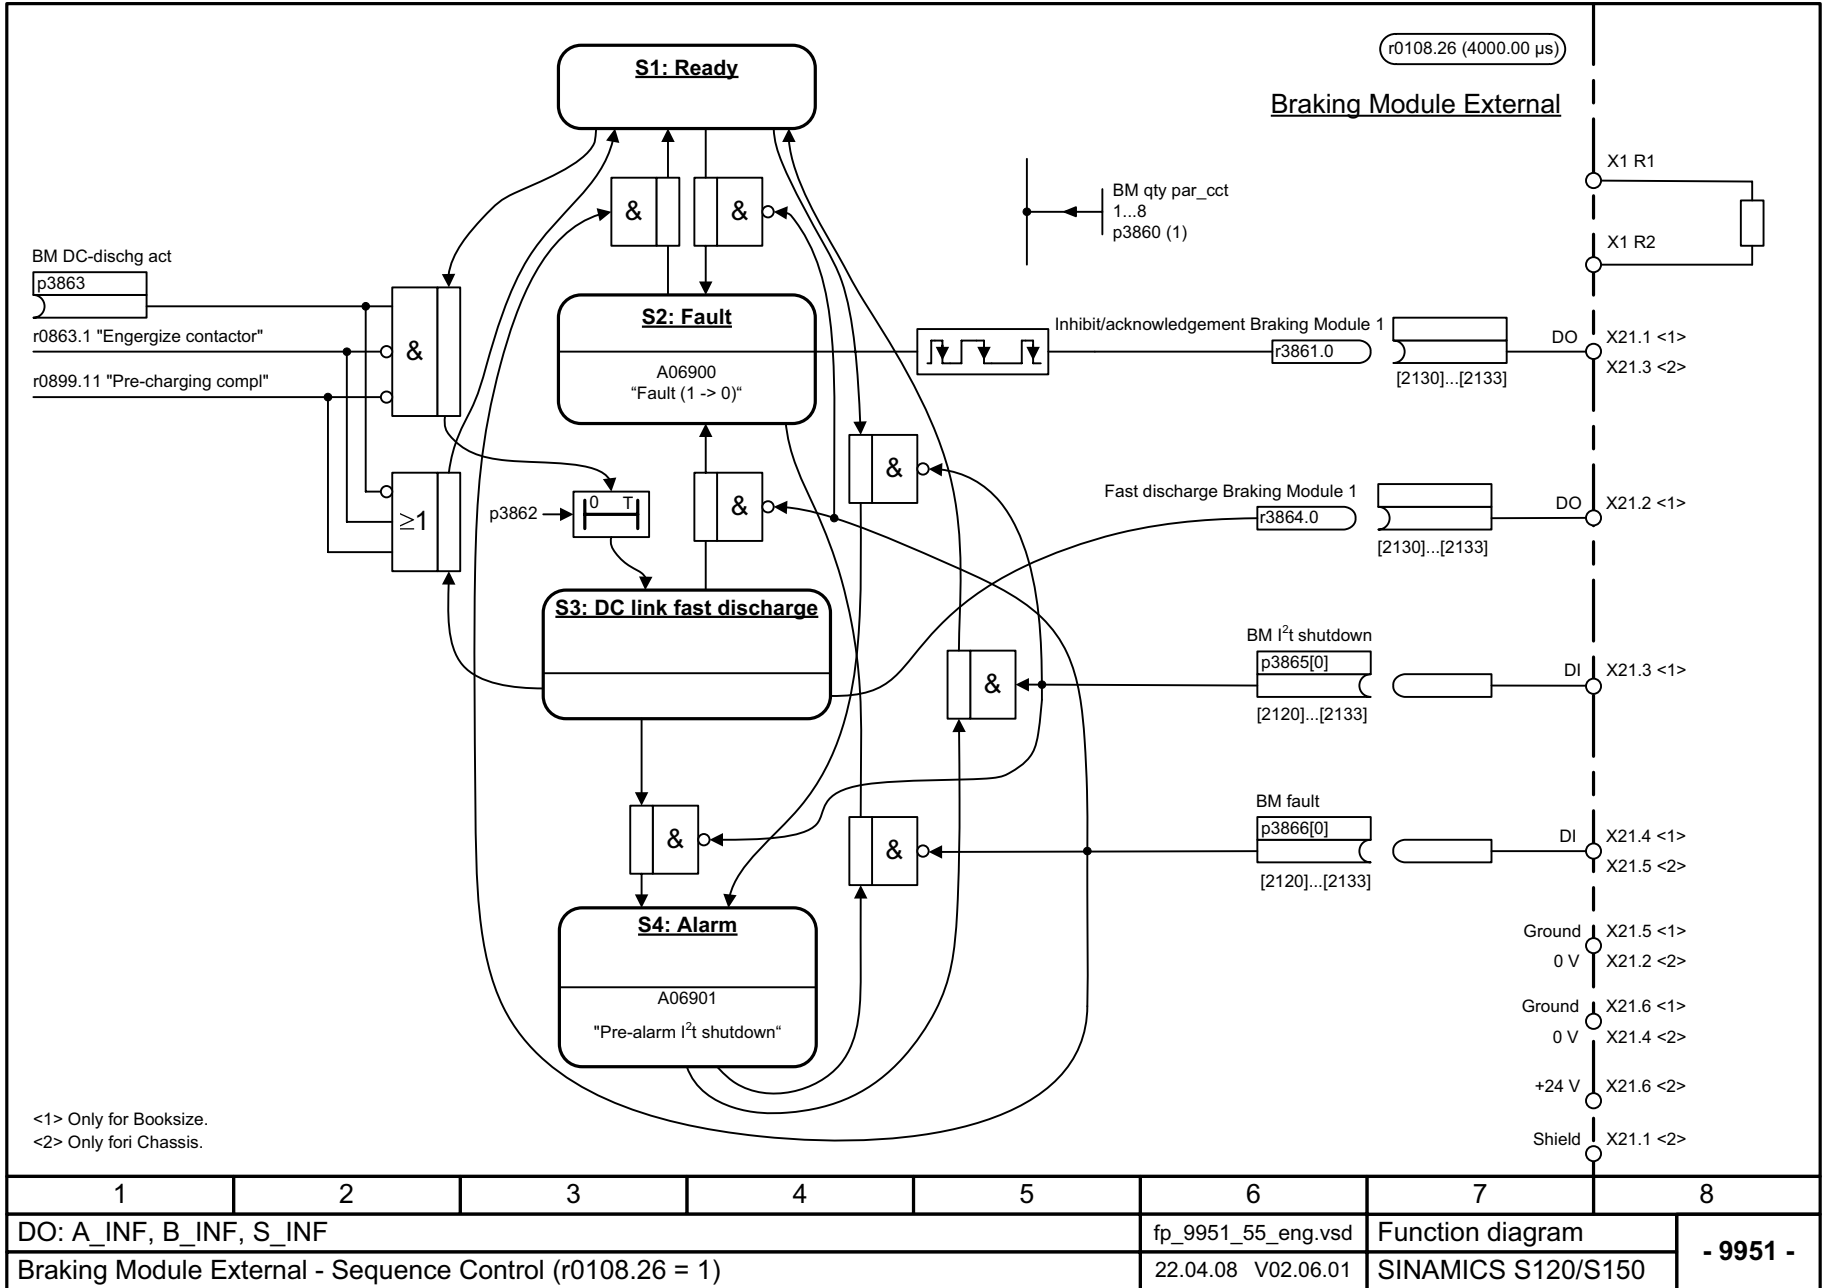 r0108.26 (4000.00 µs)
Braking Module External
S1: Ready
&
&
BM qty par_cct
1...8
p3860 (1)
X1 R1
X1 R2
BM DC-dischg act
p3863
r0863.1 "Engergize contactor"
r0899.11 "Pre-charging compl"
&
≥1
S2: Fault
A06900
“Fault (1 -> 0)“
Inhibit/acknowledgement Braking Module 1
r3861.0
[2130]...[2133]
DO
X21.1 <1>
X21.3 <2>
&
&
p3862
0 T
Fast discharge Braking Module 1
r3864.0
[2130]...[2133]
DO
X21.2 <1>
S3: DC link fast discharge
&
BM I²t shutdown
p3865[0]
[2120]...[2133]
DI
X21.3 <1>
&
&
BM fault
p3866[0]
[2120]...[2133]
DI
X21.4 <1>
X21.5 <2>
S4: Alarm
A06901
"Pre-alarm I²t shutdown“
Ground
X21.5 <1>
0 V
X21.2 <2>
Ground
X21.6 <1>
0 V
X21.4 <2>
+24 V
X21.6 <2>
Shield
X21.1 <2>
<1> Only for Booksize.
<2> Only fori Chassis.
1 2 3 4 5 6 7 8
DO: A_INF, B_INF, S_INF
fp_9951_55_eng.vsd
Function diagram
- 9951 -
Braking Module External - Sequence Control (r0108.26 = 1)
22.04.08 V02.06.01
SINAMICS S120/S150